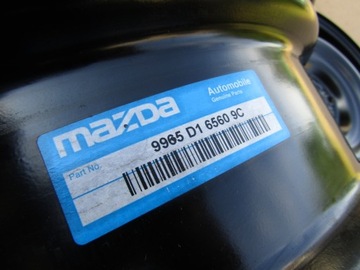 mazda
Automobile
Genuine Parts
Part No.
9965 D1 6560 9C